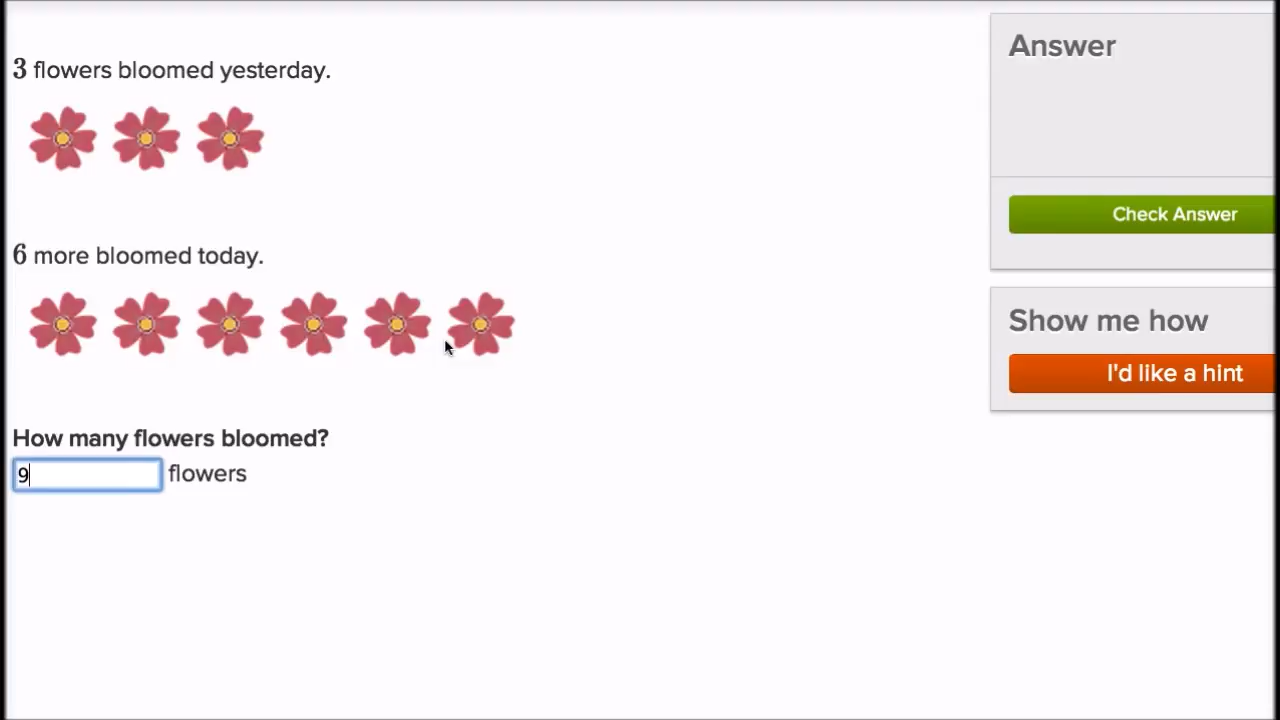 3 flowers bloomed yesterday.
6 more bloomed today.
How many flowers bloomed?
9 flowers
Answer
Check Answer
Show me how
I'd like a hint